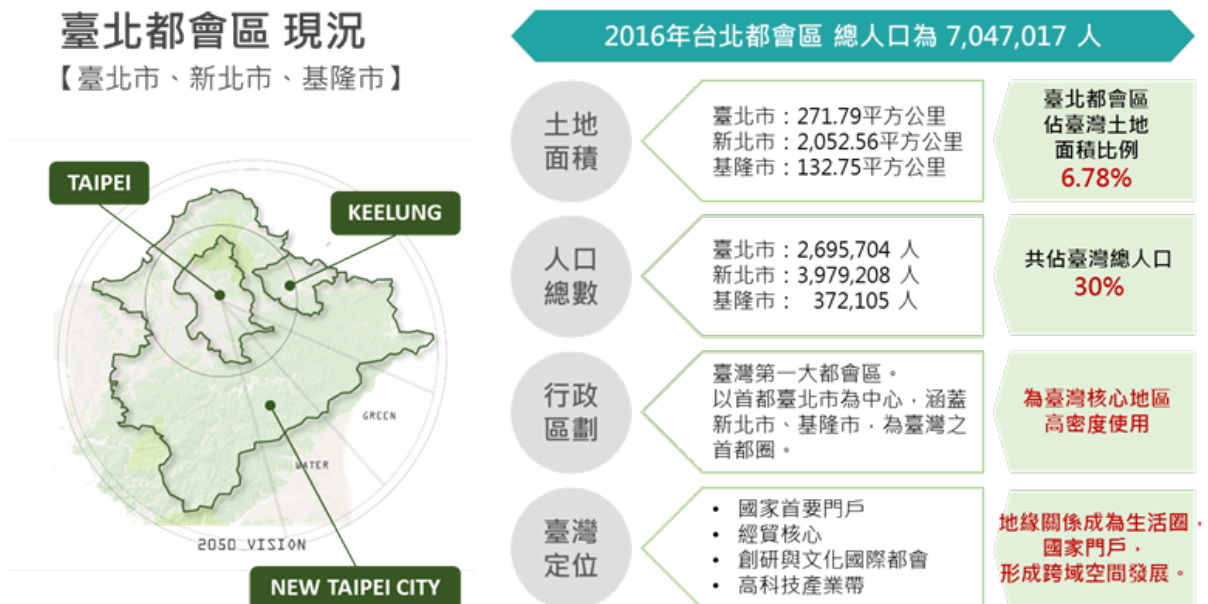 臺北都會區 現況
【臺北市、新北市、基隆市】
TAIPEI
KEELUNG
GREEN
WATER
2050 VISION
NEW TAIPEI CITY
2016年台北都會區 總人口為 7,047,017 人
土地
面積
臺北市：271.79平方公里
新北市：2,052.56平方公里
基隆市：132.75平方公里
臺北都會區
佔臺灣土地
面積比例
6.78%
人口
總數
臺北市：2,695,704 人
新北市：3,979,208 人
基隆市： 372,105 人
共佔臺灣總人口
30%
行政
區劃
臺灣第一大都會區。
以首都臺北市為中心，涵蓋
新北市、基隆市，為臺灣之
首都圈。
為臺灣核心地區
高密度使用
臺灣
定位
• 國家首要門戶
• 經貿核心
• 創研與文化國際都會
• 高科技產業帶
地緣關係成為生活圈，
國家門戶，
形成跨域空間發展。